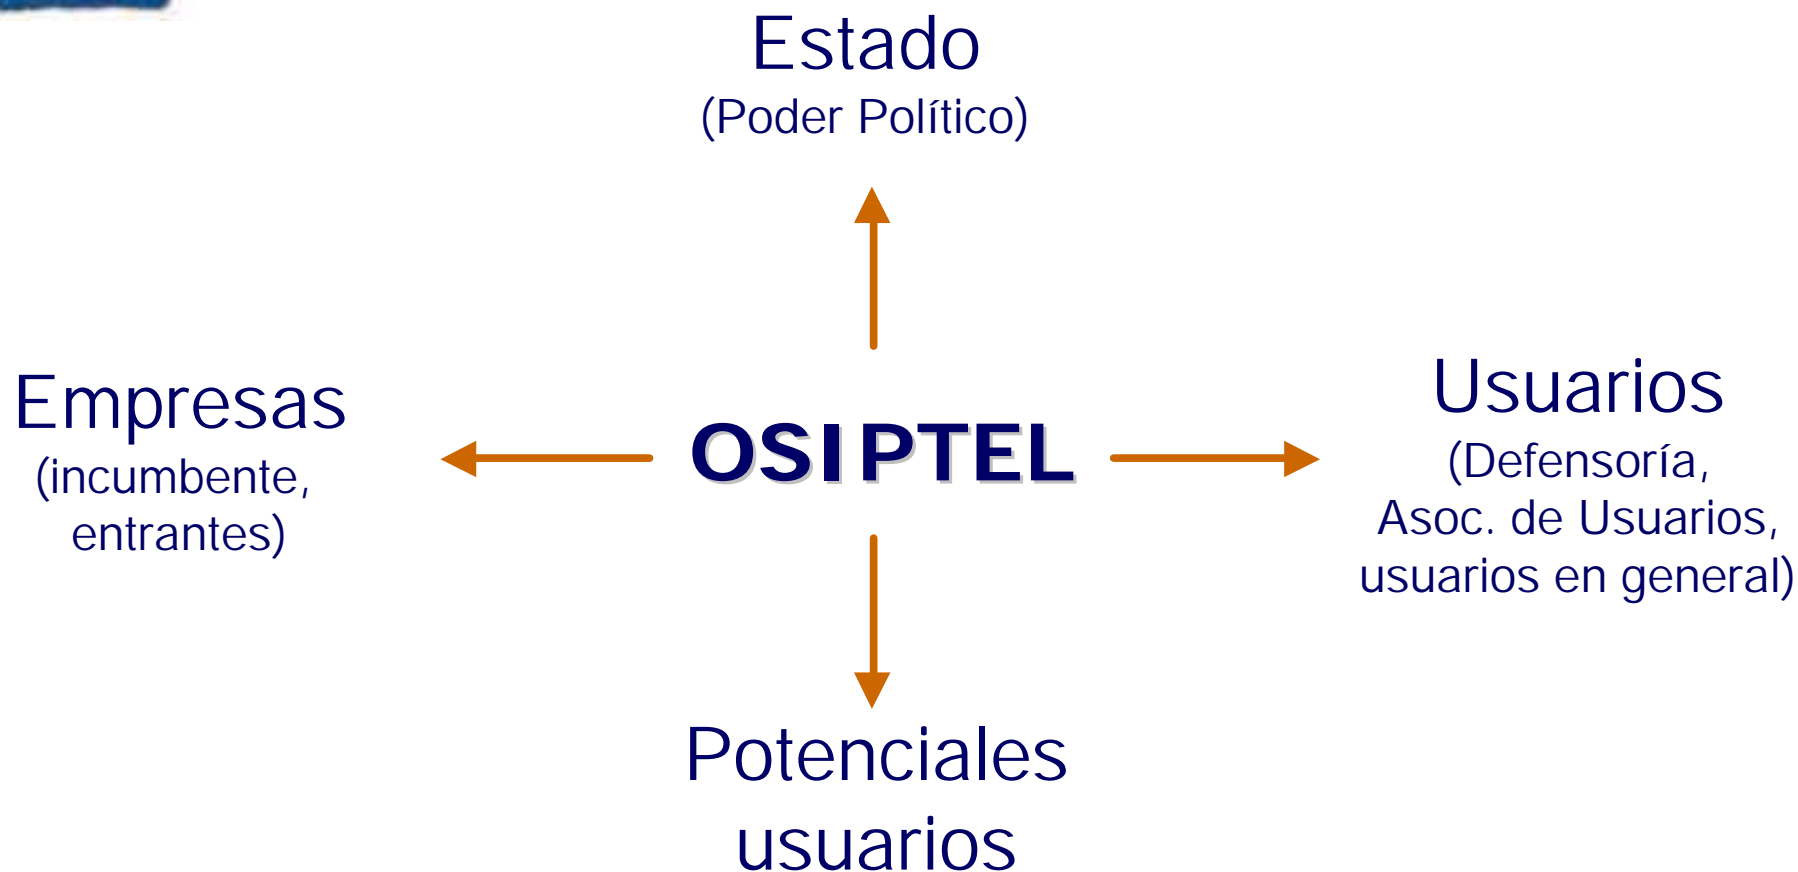 Estado
(Poder Político)
Empresas
(incumbente,
entrantes)
OSIPTEL
Usuarios
(Defensoría,
Asoc. de Usuarios,
usuarios en general)
Potenciales
usuarios